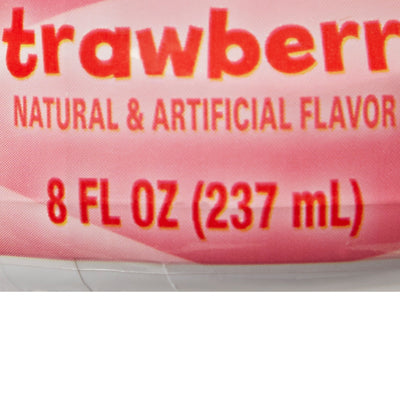 trawberr
NATURAL & ARTIFICIAL FLAVOR
8 FL OZ (237 mL)